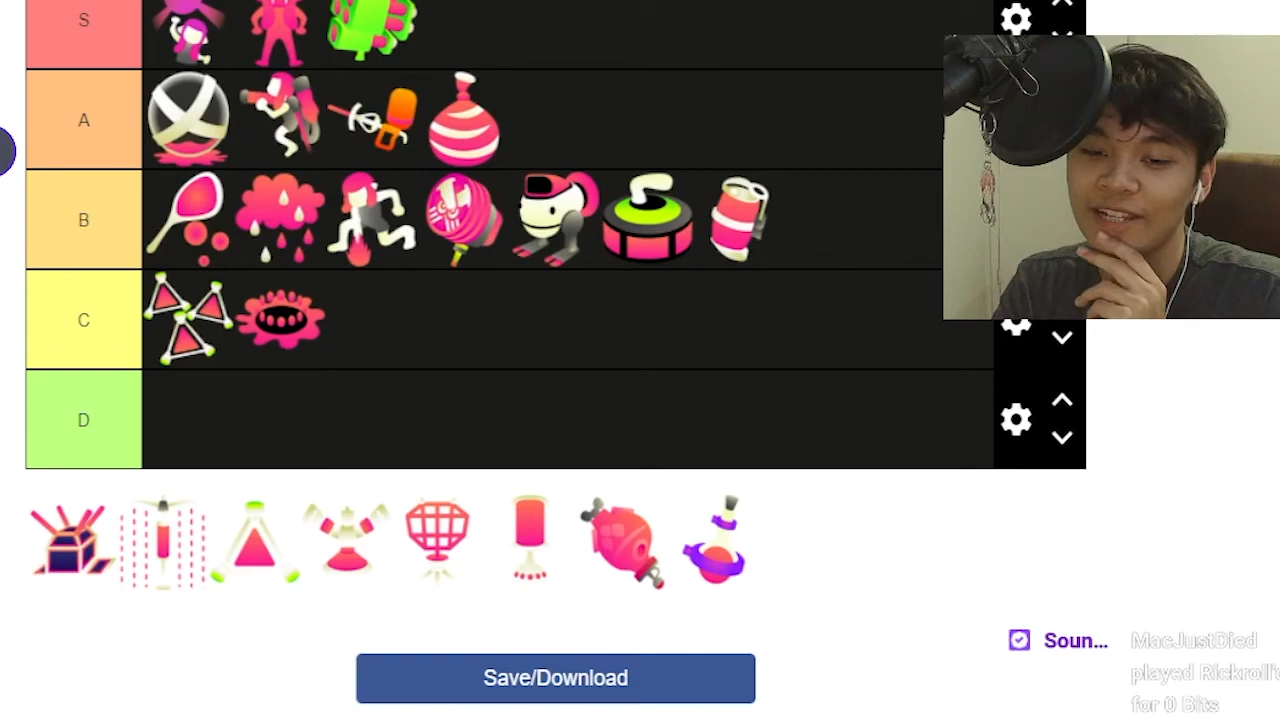 S
A
B
C
D
Save/Download
Soun... MacJustDied
played Rickroll'
for 0 Bits